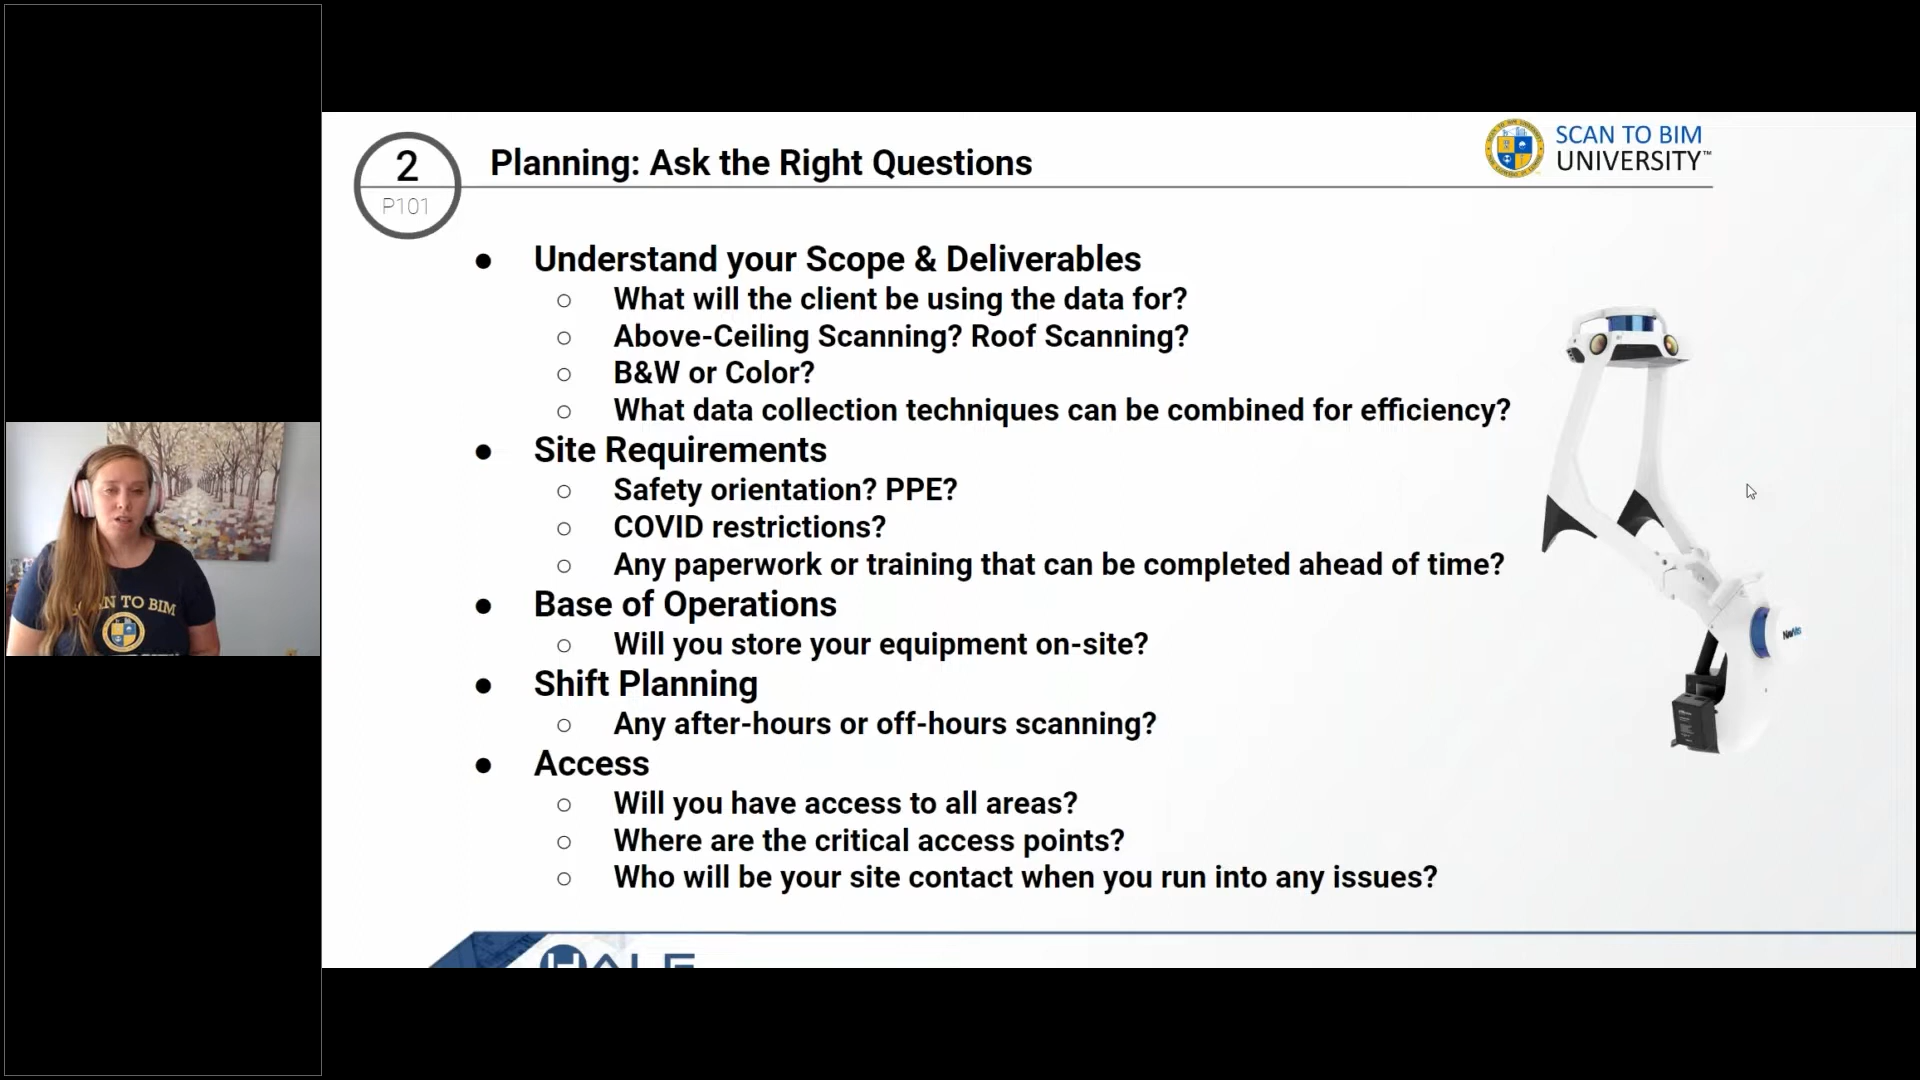 2
P101
Planning: Ask the Right Questions
SCAN TO BIM
UNIVERSITY™
● Understand your Scope & Deliverables
○ What will the client be using the data for?
○ Above-Ceiling Scanning? Roof Scanning?
○ B&W or Color?
○ What data collection techniques can be combined for efficiency?
● Site Requirements
○ Safety orientation? PPE?
○ COVID restrictions?
○ Any paperwork or training that can be completed ahead of time?
● Base of Operations
○ Will you store your equipment on-site?
● Shift Planning
○ Any after-hours or off-hours scanning?
● Access
○ Will you have access to all areas?
○ Where are the critical access points?
○ Who will be your site contact when you run into any issues?
TO BIM